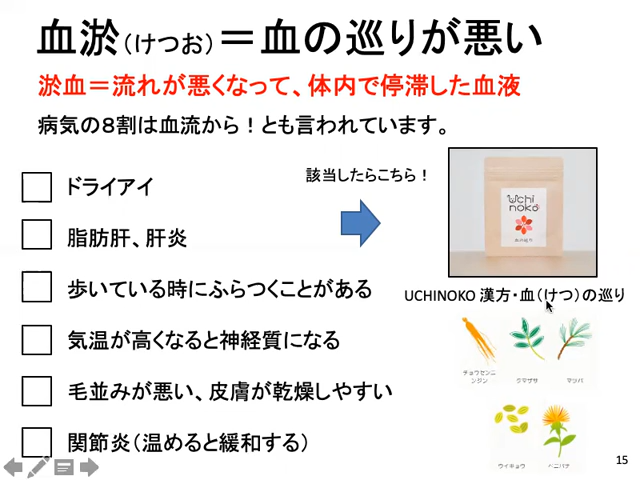 血淤（けつお）＝血の巡りが悪い
淤血＝流れが悪くなって、体内で停滞した血液
病気の８割は血流から！とも言われています。
該当したらこちら！
ドライアイ
脂肪肝、肝炎
歩いている時にふらつくことがある
気温が高くなると神経質になる
毛並みが悪い、皮膚が乾燥しやすい
関節炎（温めると緩和する）
Uchi
noko
UCHINOKO 漢方・血（けつ）の巡り
チョウセンニ
ンジン
クマザサ
マツバ
ウイキョウ
ベニバナ
15